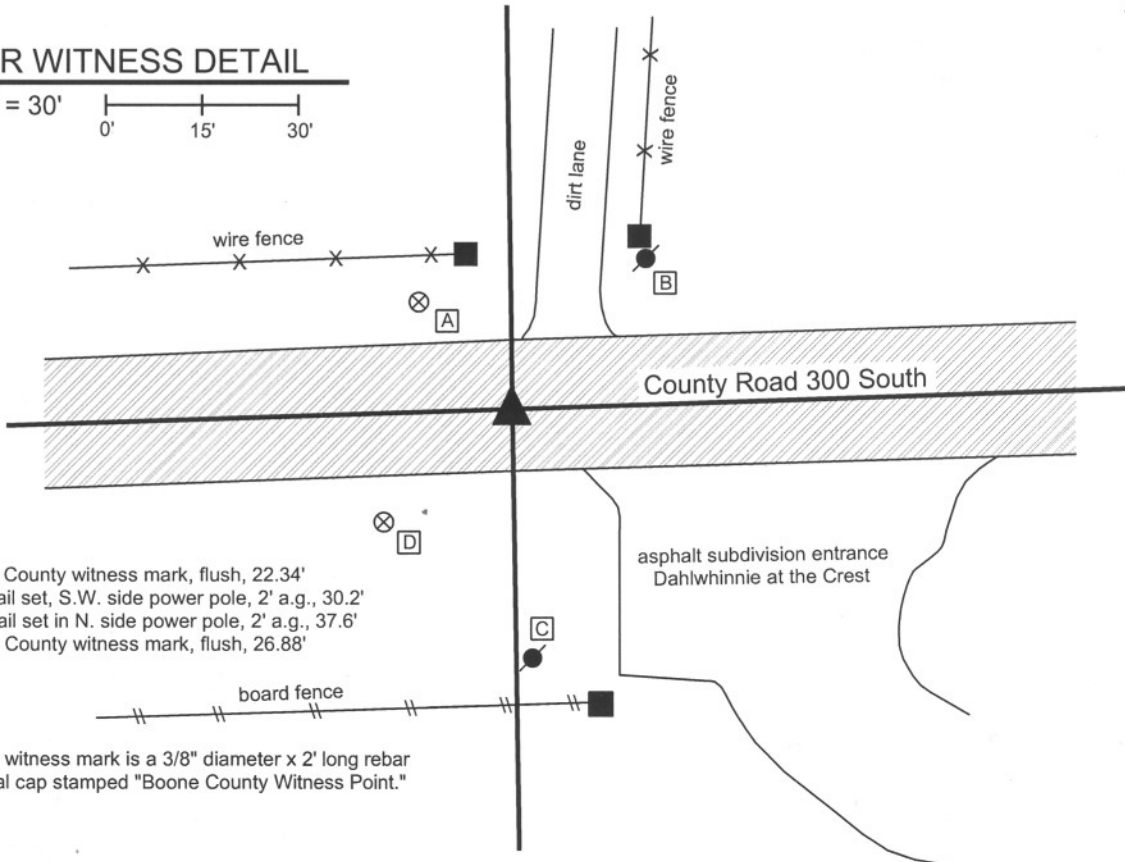 R WITNESS DETAIL
= 30'
0' 15' 30'
wire fence
dirt lane
wire fence
B
A
County Road 300 South
D
asphalt subdivision entrance
Dahlwhinnie at the Crest
County witness mark, flush, 22.34'
ail set, S.W. side power pole, 2' a.g., 30.2'
ail set in N. side power pole, 2' a.g., 37.6'
County witness mark, flush, 26.88'
C
board fence
witness mark is a 3/8" diameter x 2' long rebar
al cap stamped "Boone County Witness Point."